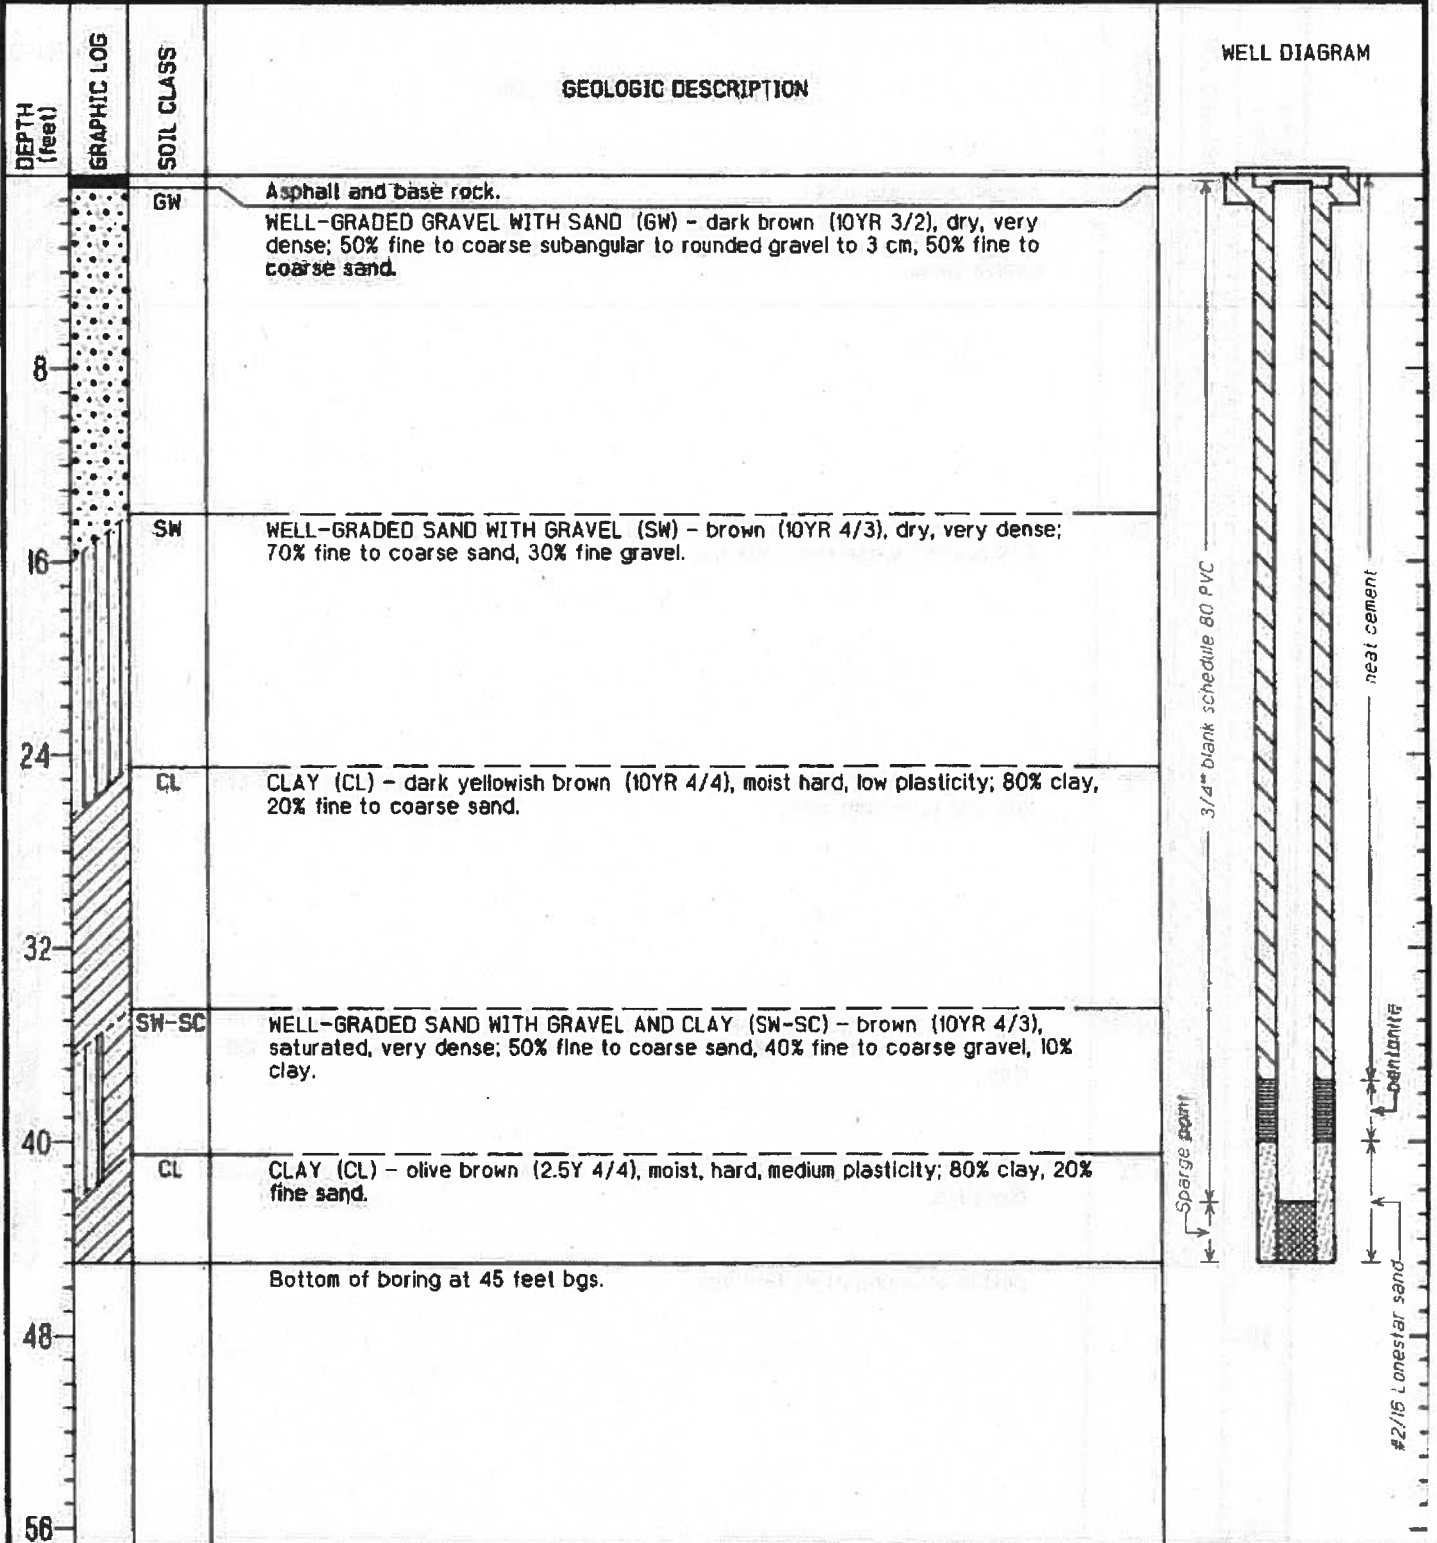 DEPTH
(feet)
GRAPHIC LOG
SOIL CLASS
GEOLOGIC DESCRIPTION
WELL DIAGRAM
Asphalt and base rock.
GW
WELL-GRADED GRAVEL WITH SAND (GW) - dark brown (10YR 3/2), dry, very
dense; 50% fine to coarse subangular to rounded gravel to 3 cm, 50% fine to
coarse sand.
8
SW
WELL-GRADED SAND WITH GRAVEL (SW) - brown (10YR 4/3), dry, very dense;
70% fine to coarse sand, 30% fine gravel.
16
24
CL
CLAY (CL) - dark yellowish brown (10YR 4/4), moist hard, low plasticity; 80% clay,
20% fine to coarse sand.
32
SW-SC
WELL-GRADED SAND WITH GRAVEL AND CLAY (SW-SC) - brown (10YR 4/3),
saturated, very dense; 50% fine to coarse sand, 40% fine to coarse gravel, 10%
clay.
40
CL
CLAY (CL) - olive brown (2.5Y 4/4), moist, hard, medium plasticity; 80% clay, 20%
fine sand.
Bottom of boring at 45 feet bgs.
48
56
3/4" blank schedule 80 PVC
Sparge point
neat cement
bentonite
#2/16 Lonestar sand